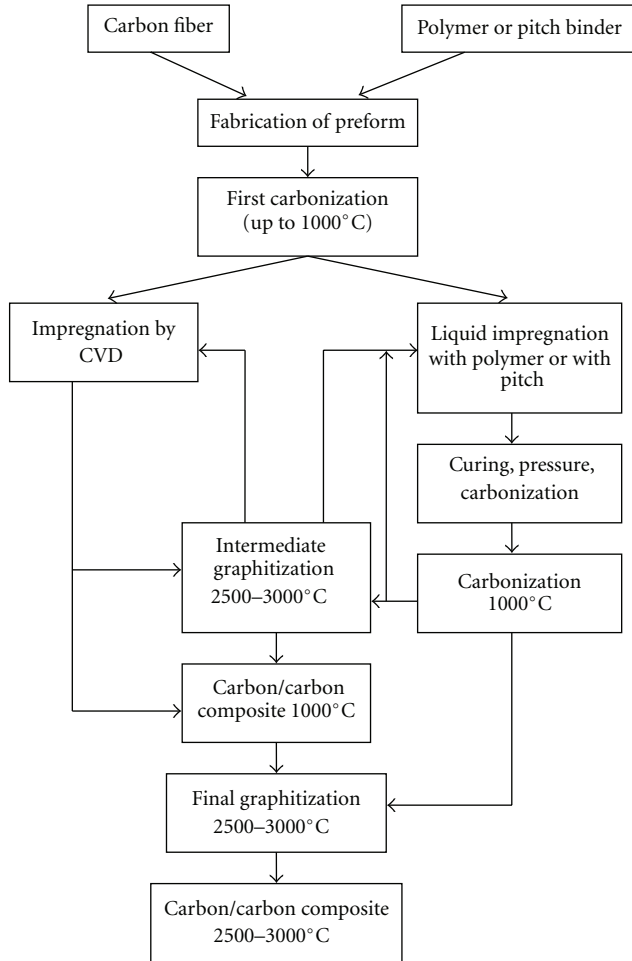 Carbon fiber
Polymer or pitch binder
Fabrication of preform
First carbonization
(up to 1000°C)
Impregnation by
CVD
Liquid impregnation
with polymer or with
pitch
Curing, pressure,
carbonization
Intermediate
graphitization
2500–3000°C
Carbonization
1000°C
Carbon/carbon
composite 1000°C
Final graphitization
2500–3000°C
Carbon/carbon composite
2500–3000°C